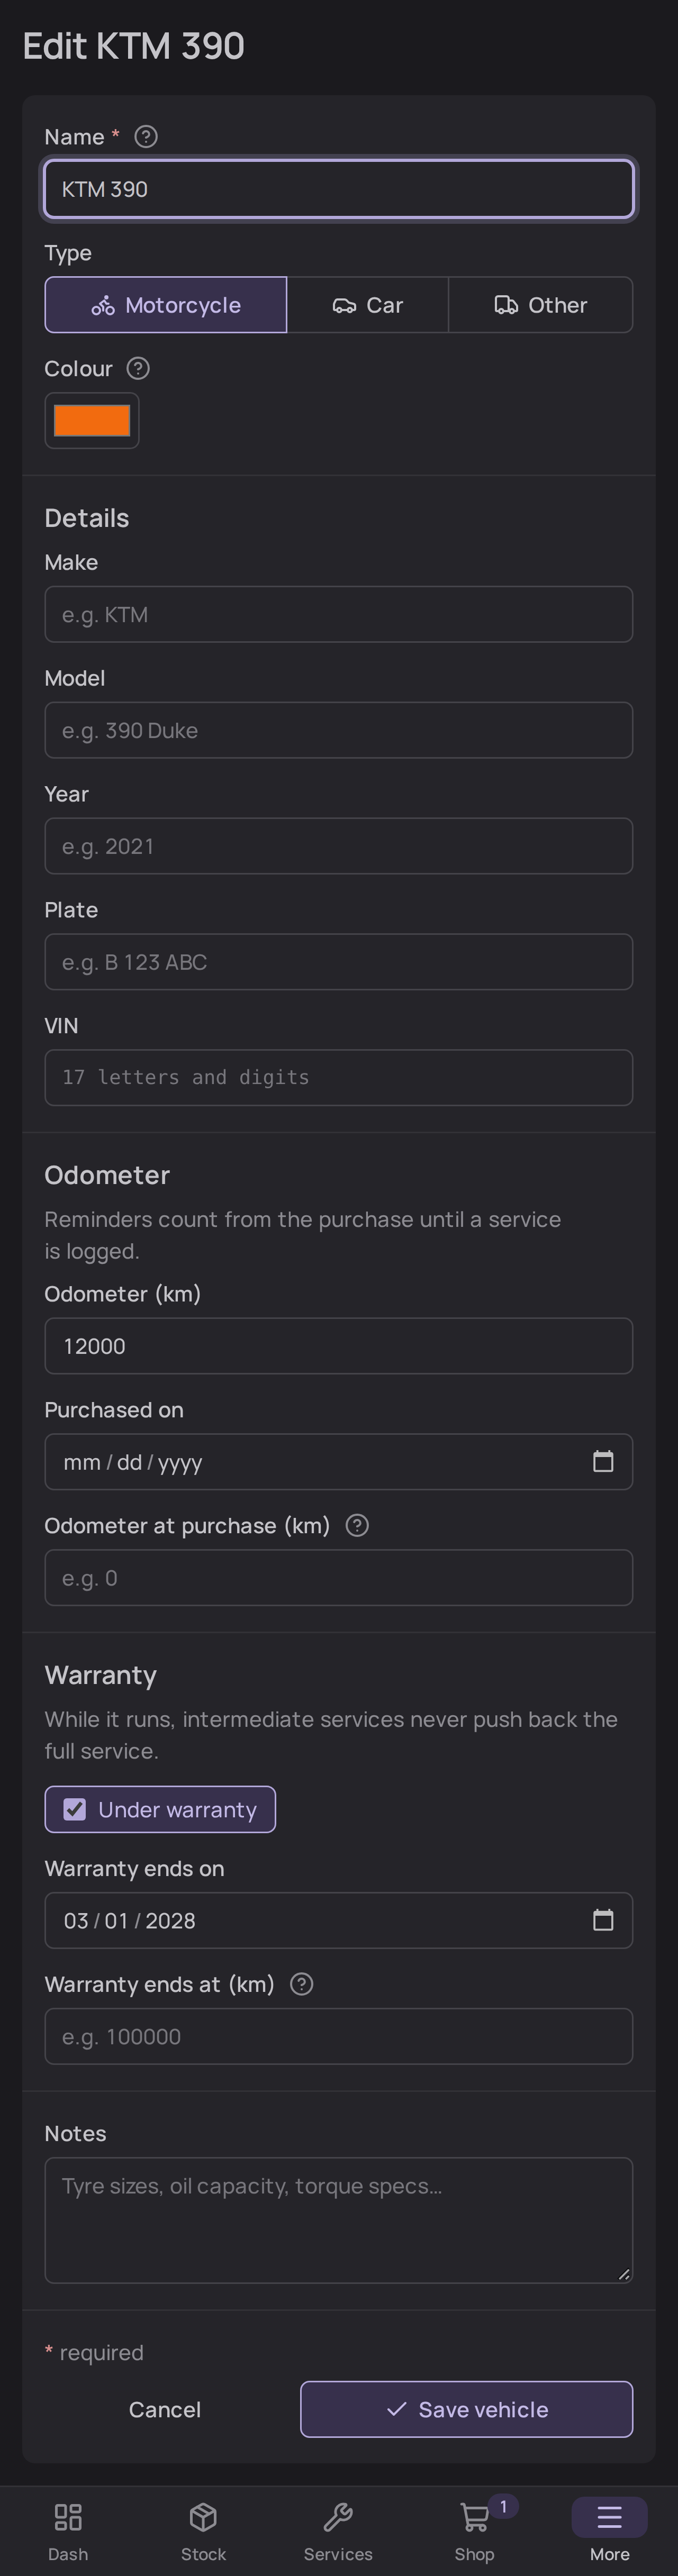 Edit KTM 390
Name *
KTM 390
Type
Motorcycle
Car
Other
Colour
Details
Make
e.g. KTM
Model
e.g. 390 Duke
Year
e.g. 2021
Plate
e.g. B 123 ABC
VIN
17 letters and digits
Odometer
Reminders count from the purchase until a service
is logged.
Odometer (km)
12000
Purchased on
mm / dd / yyyy
Odometer at purchase (km)
e.g. 0
Warranty
While it runs, intermediate services never push back the
full service.
Under warranty
Warranty ends on
03 / 01 / 2028
Warranty ends at (km)
e.g. 100000
Notes
Tyre sizes, oil capacity, torque specs…
* required
Cancel
Save vehicle
1
Dash
Stock
Services
Shop
More